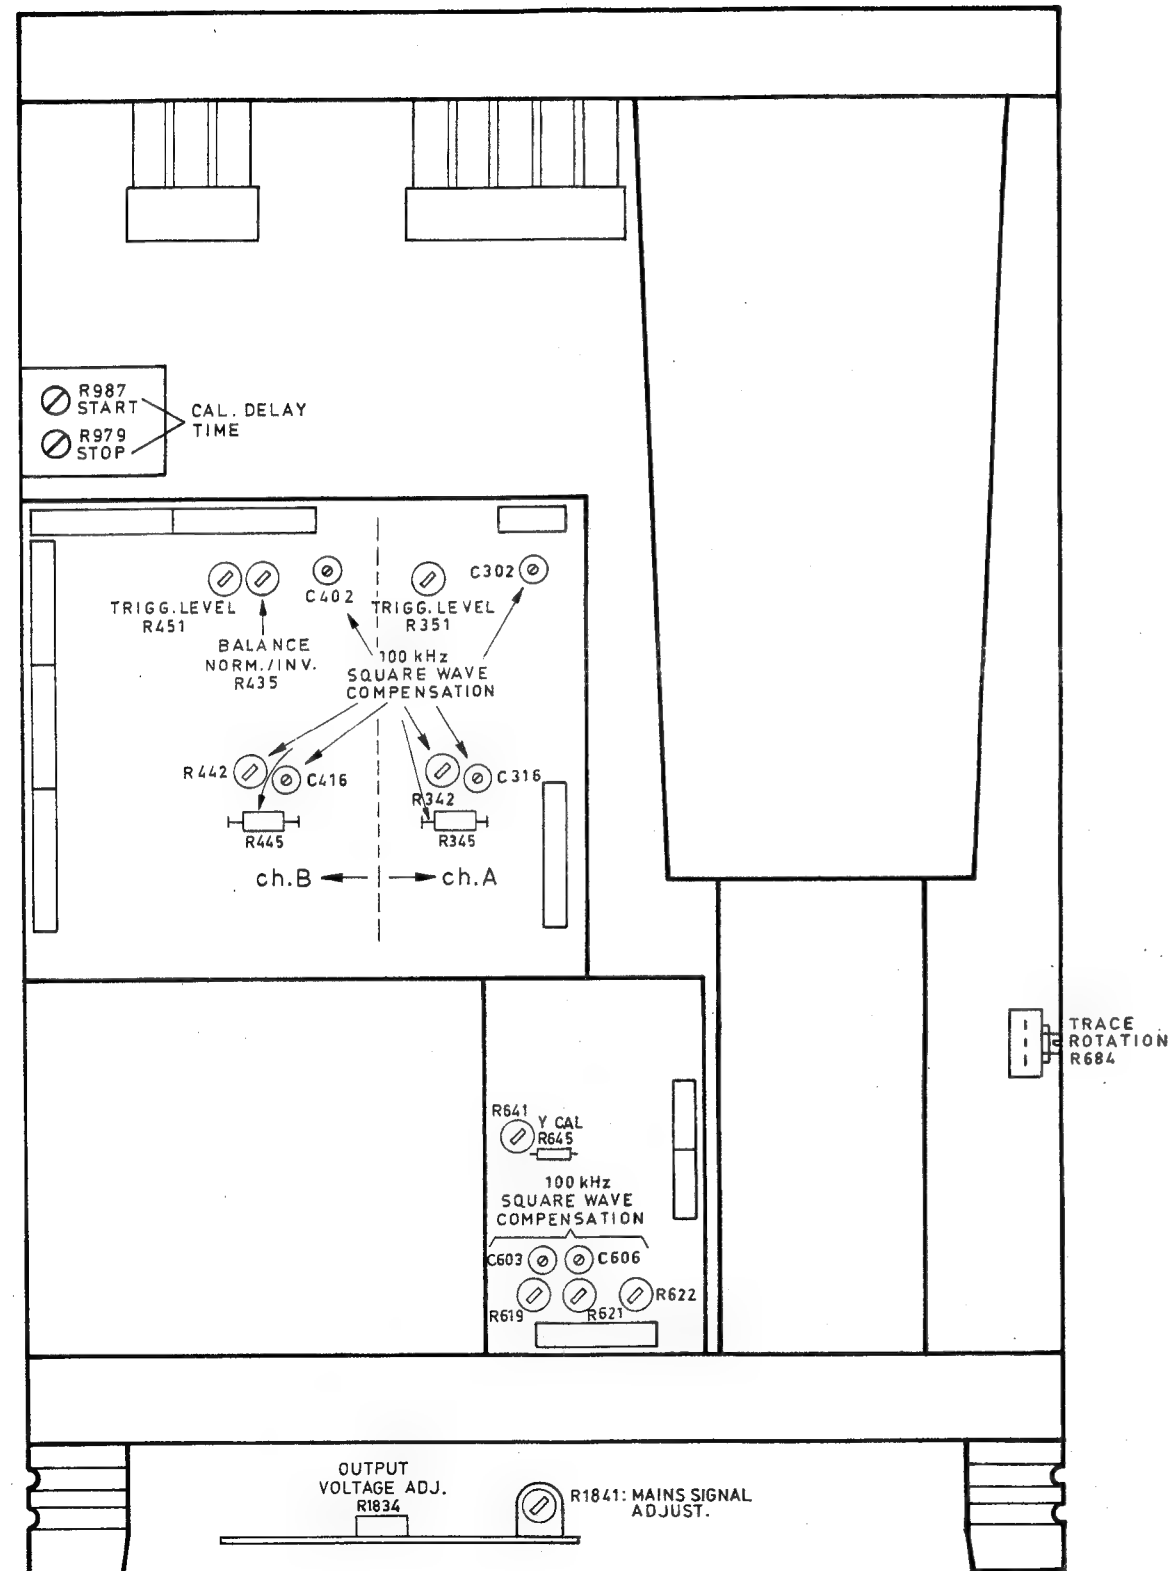 R987
START
R979
STOP
CAL. DELAY
TIME
C402
C302
TRIGG.LEVEL
R451
TRIGG.LEVEL
R351
BALANCE
NORM./INV.
R435
100 kHz
SQUARE WAVE
COMPENSATION
R442
C416
R342
C316
R445
R345
ch.B
ch.A
TRACE
ROTATION
R684
R641
Y CAL
R645
100 kHz
SQUARE WAVE
COMPENSATION
C603
C606
R619
R621
R622
OUTPUT
VOLTAGE ADJ.
R1834
R1841: MAINS SIGNAL
ADJUST.